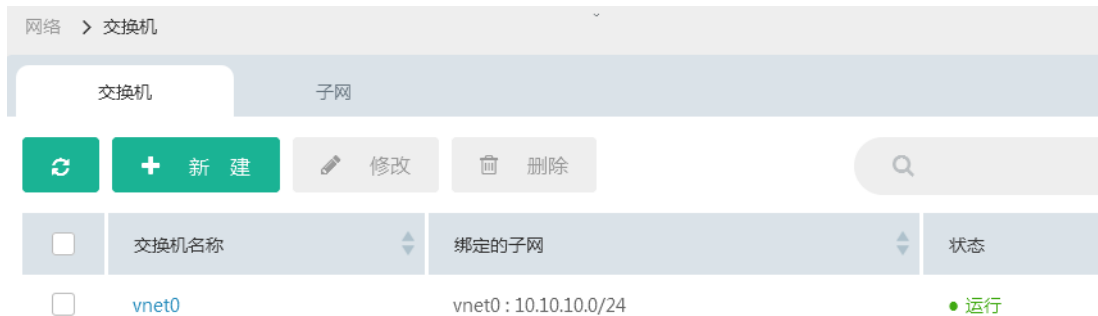 网络 > 交换机
交换机 子网
新 建 修改 删除
交换机名称 绑定的子网 状态
vnet0 vnet0 : 10.10.10.0/24 运行